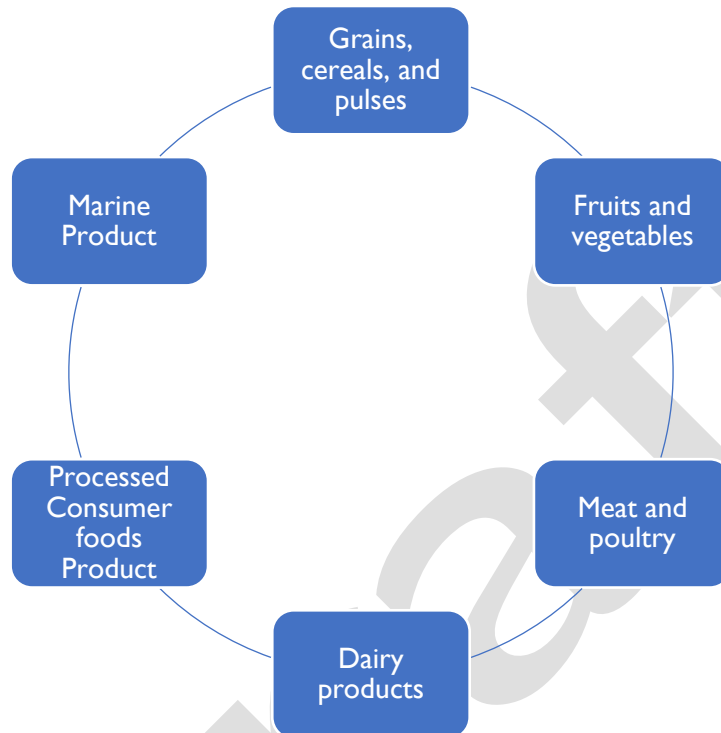 Grains,
cereals, and
pulses
Fruits and
vegetables
Meat and
poultry
Dairy
products
Processed
Consumer
foods
Product
Marine
Product